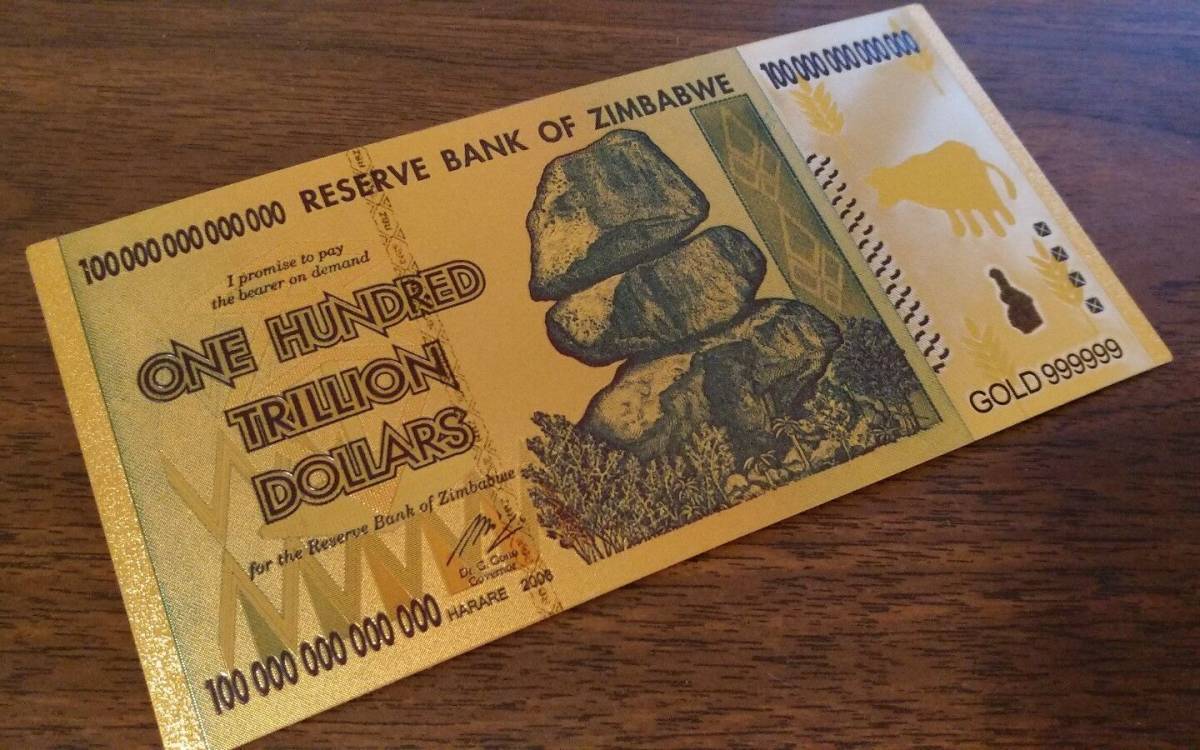 100 000 000 000 000 RESERVE BANK OF ZIMBABWE
100 000 000 000 000
I promise to pay
the bearer on demand
ONE HUNDRED
TRILLION
DOLLARS
for the Reserve Bank of Zimbabwe
Dr. G. Gono
Governor
100 000 000 000 000 HARARE 2008
GOLD 999999